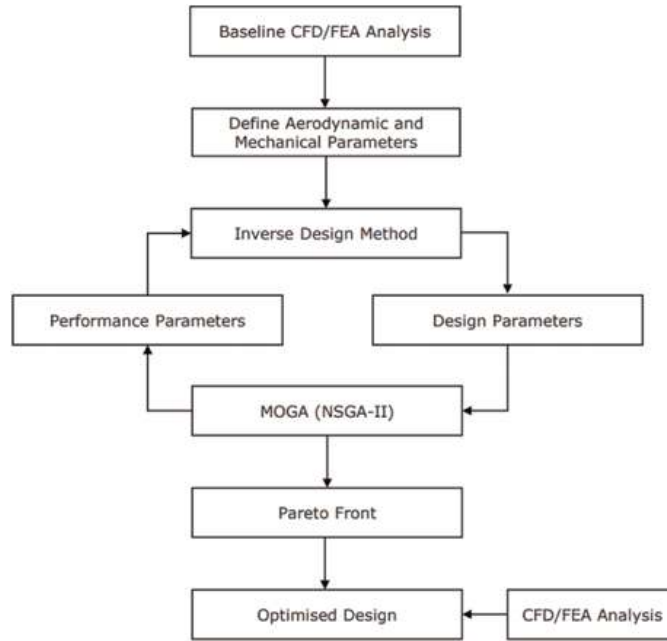 Baseline CFD/FEA Analysis
Define Aerodynamic and
Mechanical Parameters
Inverse Design Method
Performance Parameters
Design Parameters
MOGA (NSGA-II)
Pareto Front
Optimised Design
CFD/FEA Analysis